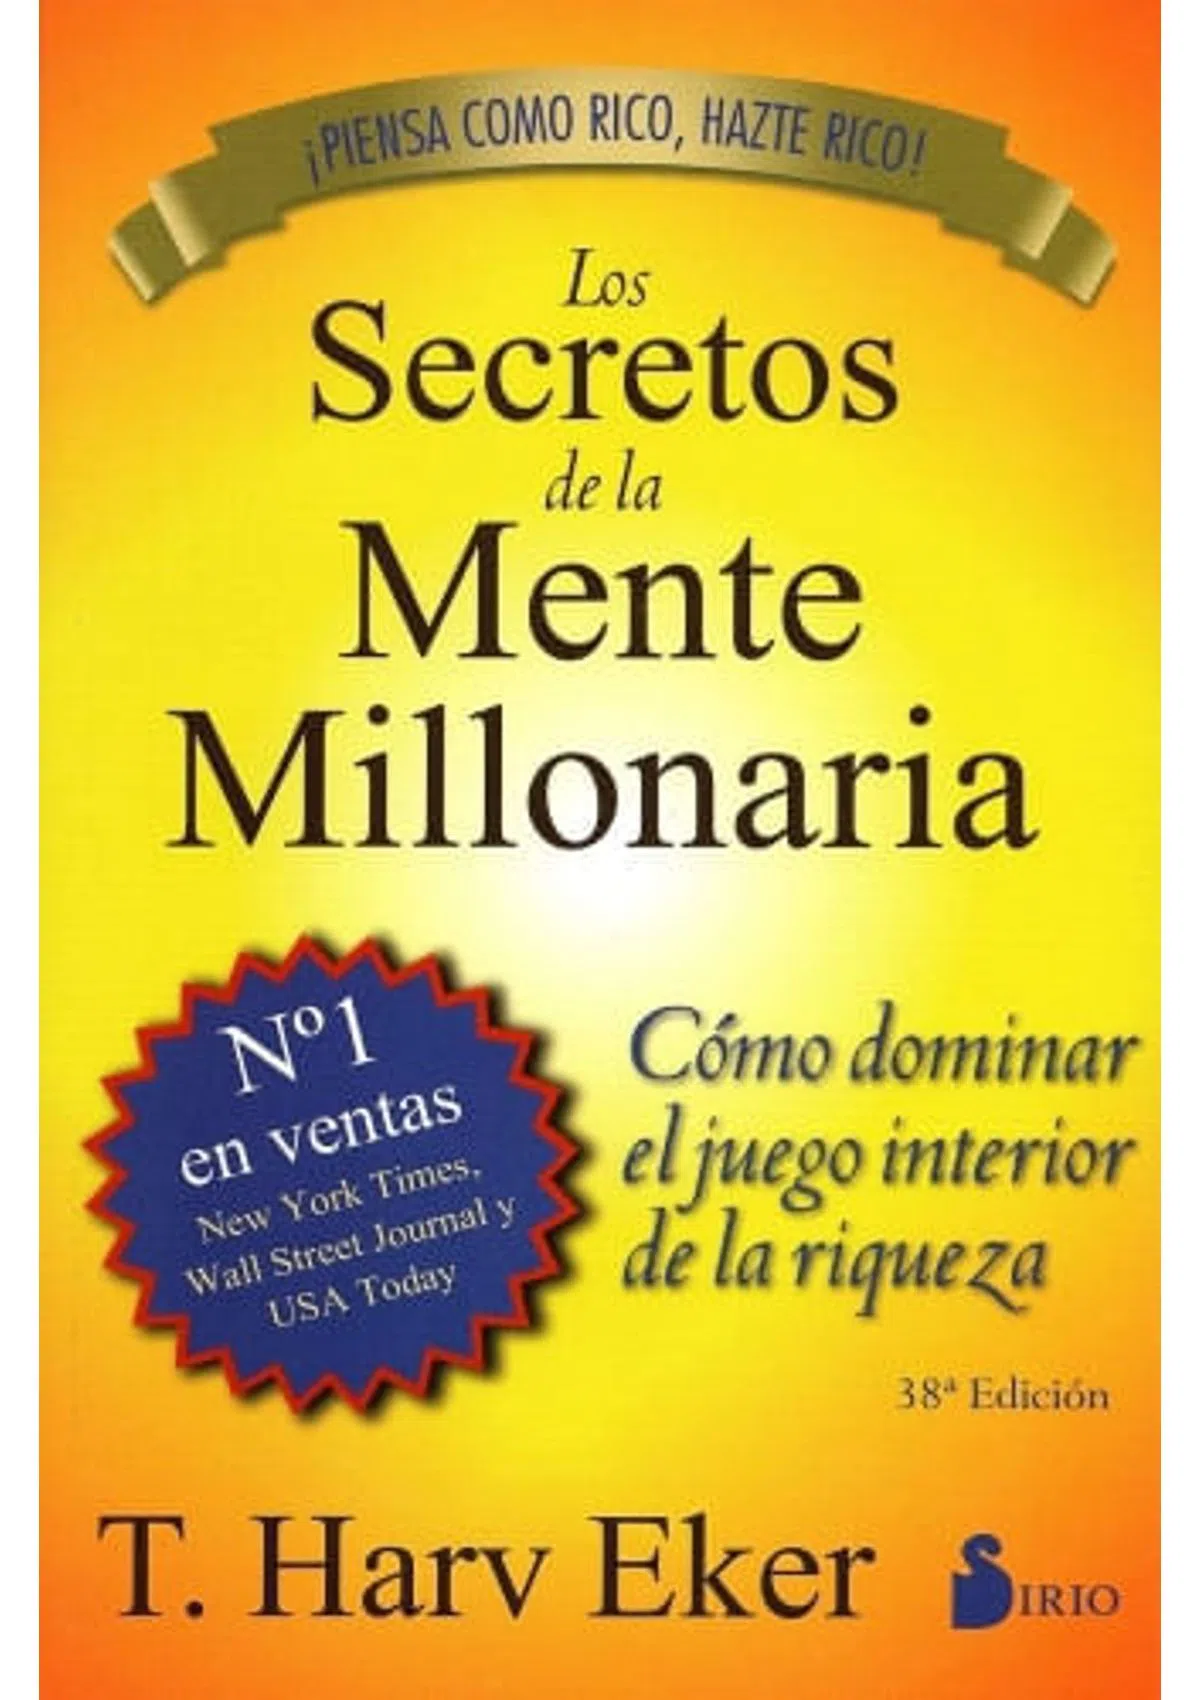 ¡PIENSA COMO RICO, HAZTE RICO!
Los
Secretos
de la
Mente
Millonaria
Nº1
en ventas
New York Times,
Wall Street Journal y
USA Today
Cómo dominar
el juego interior
de la riqueza
38ª Edición
T. Harv Eker
SIRIO